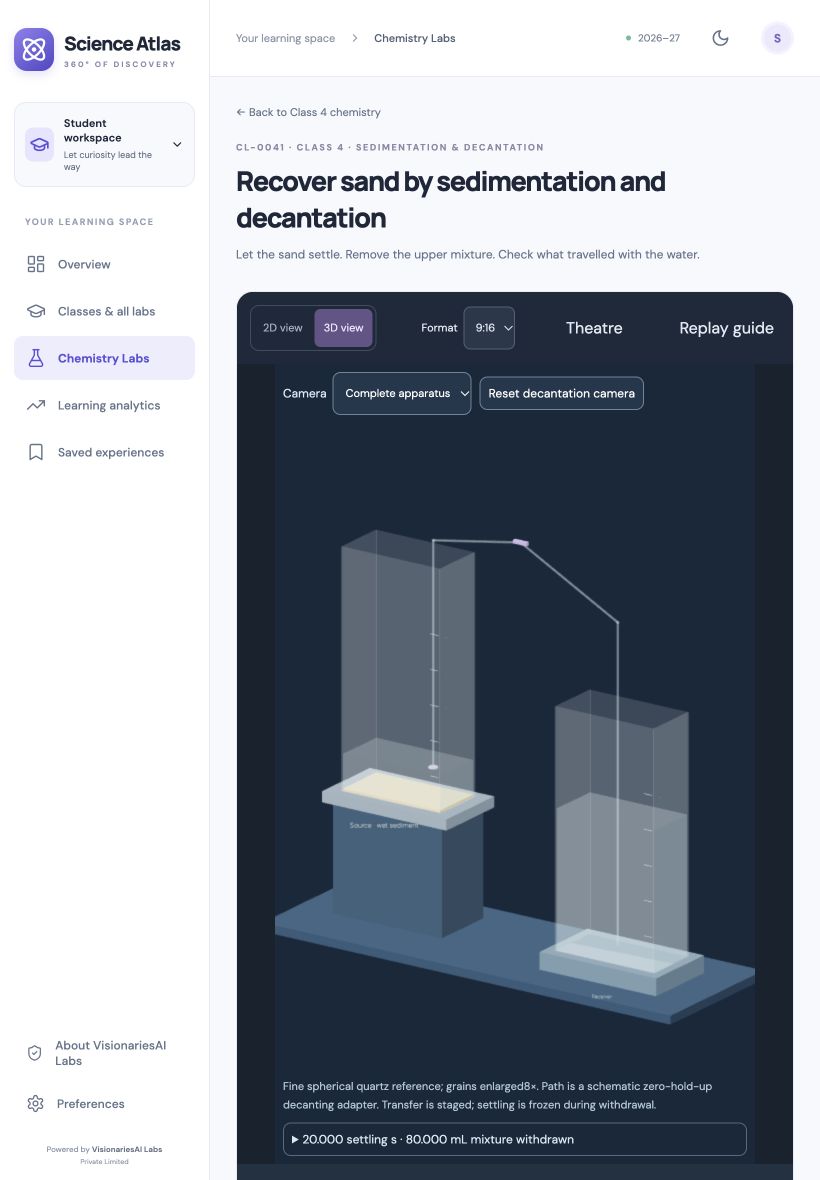 Science Atlas
360° OF DISCOVERY
Student
workspace
Let curiosity lead the
way
YOUR LEARNING SPACE
Overview
Classes & all labs
Chemistry Labs
Learning analytics
Saved experiences
About VisionariesAI
Labs
Preferences
Powered by VisionariesAI Labs
Private Limited
Your learning space
Chemistry Labs
2026–27
S
← Back to Class 4 chemistry
CL-0041 · CLASS 4 · SEDIMENTATION & DECANTATION
Recover sand by sedimentation and
decantation
Let the sand settle. Remove the upper mixture. Check what travelled with the water.
2D view
3D view
Format
9:16
Theatre
Replay guide
Camera
Complete apparatus
Reset decantation camera
Source · wet sediment
Receiver
Fine spherical quartz reference; grains enlarged8×. Path is a schematic zero-hold-up
decanting adapter. Transfer is staged; settling is frozen during withdrawal.
▶ 20.000 settling s · 80.000 mL mixture withdrawn